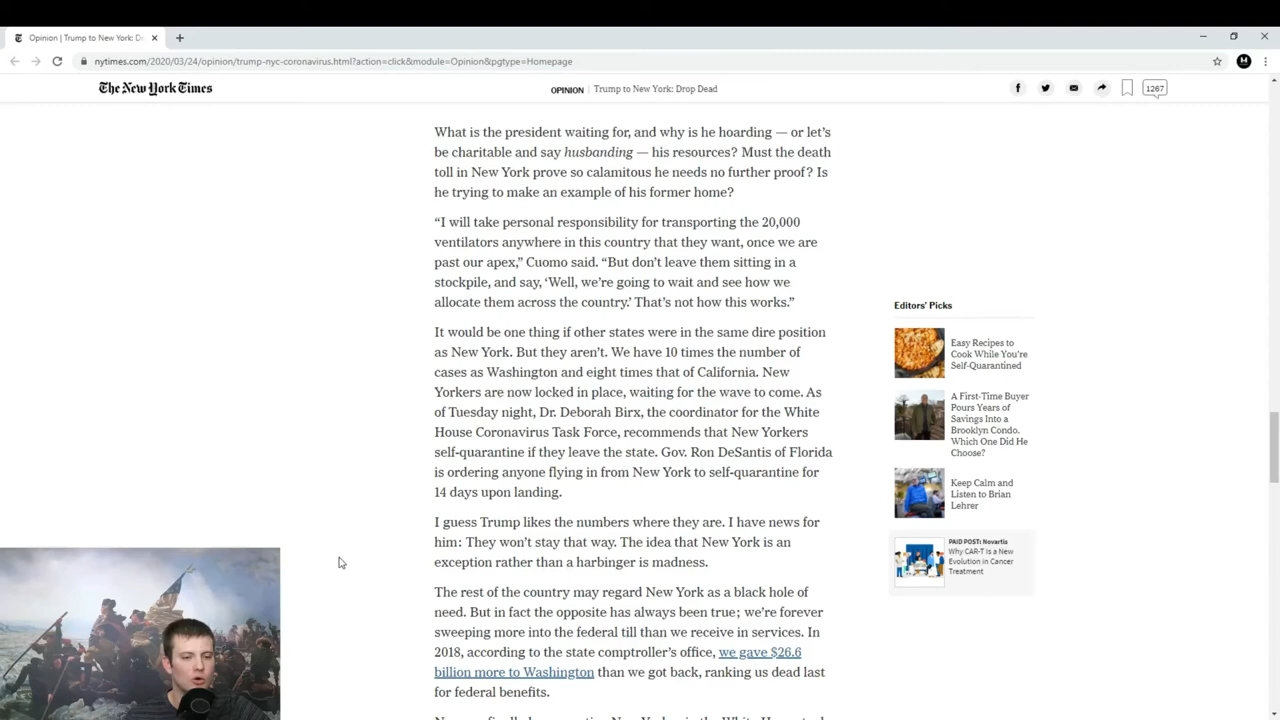 Opinion | Trump to New York: Dr
nytimes.com/2020/03/24/opinion/trump-nyc-coronavirus.html?action=click&module=Opinion&pgtype=Homepage
The New York Times
OPINION | Trump to New York: Drop Dead
1267
What is the president waiting for, and why is he hoarding — or let's
be charitable and say husbanding — his resources? Must the death
toll in New York prove so calamitous he needs no further proof? Is
he trying to make an example of his former home?
“I will take personal responsibility for transporting the 20,000
ventilators anywhere in this country that they want, once we are
past our apex,” Cuomo said. “But don’t leave them sitting in a
stockpile, and say, ‘Well, we’re going to wait and see how we
allocate them across the country.’ That’s not how this works.”
It would be one thing if other states were in the same dire position
as New York. But they aren’t. We have 10 times the number of
cases as Washington and eight times that of California. New
Yorkers are now locked in place, waiting for the wave to come. As
of Tuesday night, Dr. Deborah Birx, the coordinator for the White
House Coronavirus Task Force, recommends that New Yorkers
self-quarantine if they leave the state. Gov. Ron DeSantis of Florida
is ordering anyone flying in from New York to self-quarantine for
14 days upon landing.
I guess Trump likes the numbers where they are. I have news for
him: They won’t stay that way. The idea that New York is an
exception rather than a harbinger is madness.
The rest of the country may regard New York as a black hole of
need. But in fact the opposite has always been true; we’re forever
sweeping more into the federal till than we receive in services. In
2018, according to the state comptroller’s office, we gave $26.6
billion more to Washington than we got back, ranking us dead last
for federal benefits.
Editors’ Picks
Easy Recipes to
Cook While You’re
Self-Quarantined
A First-Time Buyer
Pours Years of
Savings Into a
Brooklyn Condo.
Which One Did He
Choose?
Keep Calm and
Listen to Brian
Lehrer
PAID POST: Novartis
Why CAR-T Is a New
Evolution in Cancer
Treatment